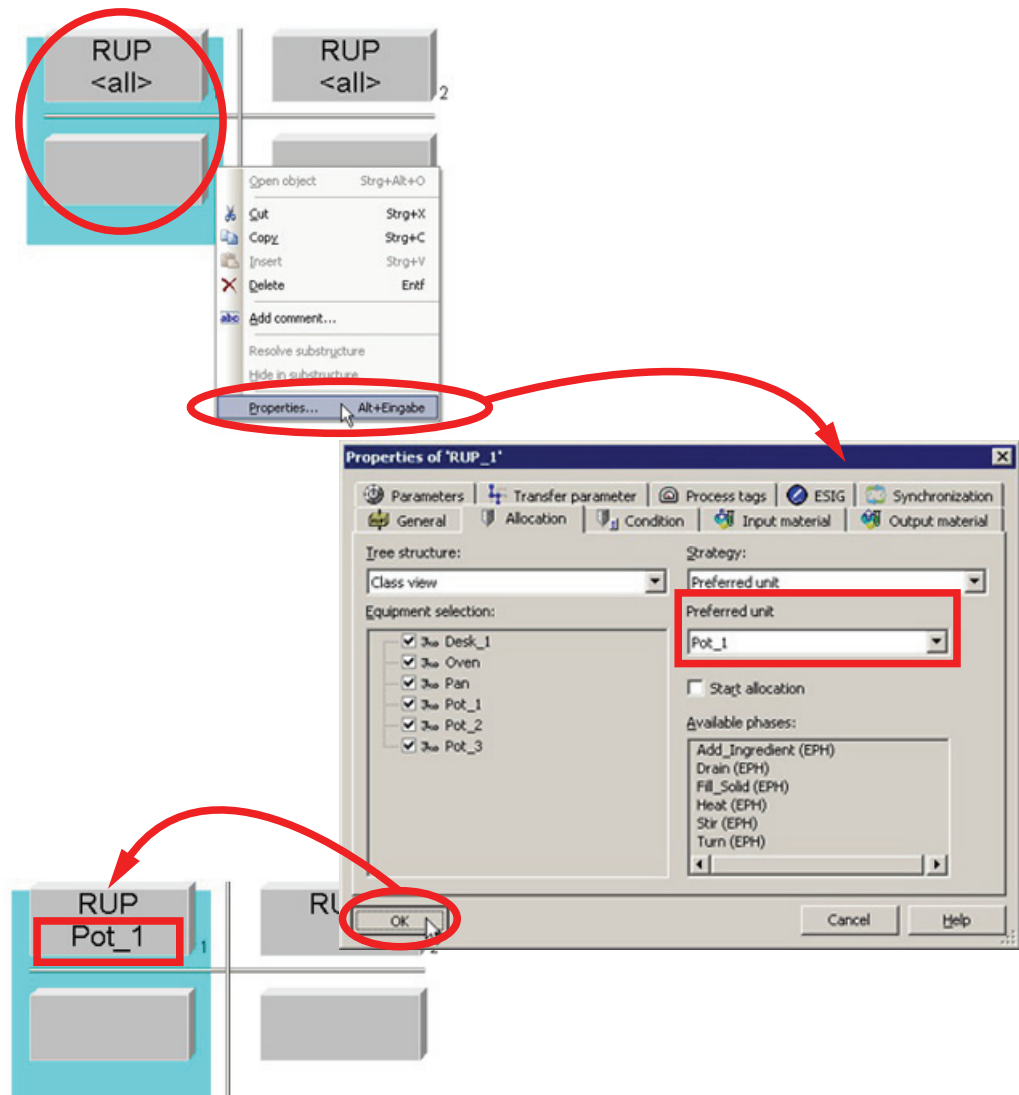 RUP
<all>
RUP
<all>
2
Open object Strg+Alt+O
Cut Strg+X
Copy Strg+C
Insert Strg+V
Delete Entf
abc Add comment...
Resolve substructure
Hide in substructure
Properties... Alt+Eingabe
Properties of 'RUP_1'
Parameters Transfer parameter Process tags ESIG Synchronization
General Allocation Condition Input material Output material
Tree structure: Strategy:
Class view Preferred unit
Equipment selection: Preferred unit
Desk_1 Pot_1
Oven
Pan
Pot_1
Pot_2
Pot_3
Start allocation
Available phases:
Add_Ingredient (EPH)
Drain (EPH)
Fill_Solid (EPH)
Heat (EPH)
Stir (EPH)
Turn (EPH)
OK Cancel Help
RUP
Pot_1
1
2